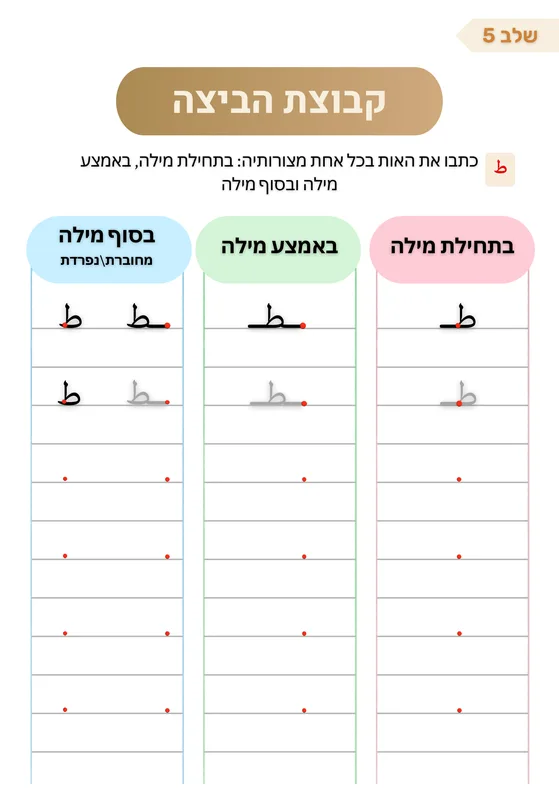 שלב 5
קבוצת הביצה
ط
כתבו את האות בכל אחת מצורותיה: בתחילת מילה, באמצע
מילה ובסוף מילה
בתחילת מילה
באמצע מילה
בסוף מילה
מחוברת\נפרדת
طـ ـطـ ـط ط
طـ ـطـ ـط ط